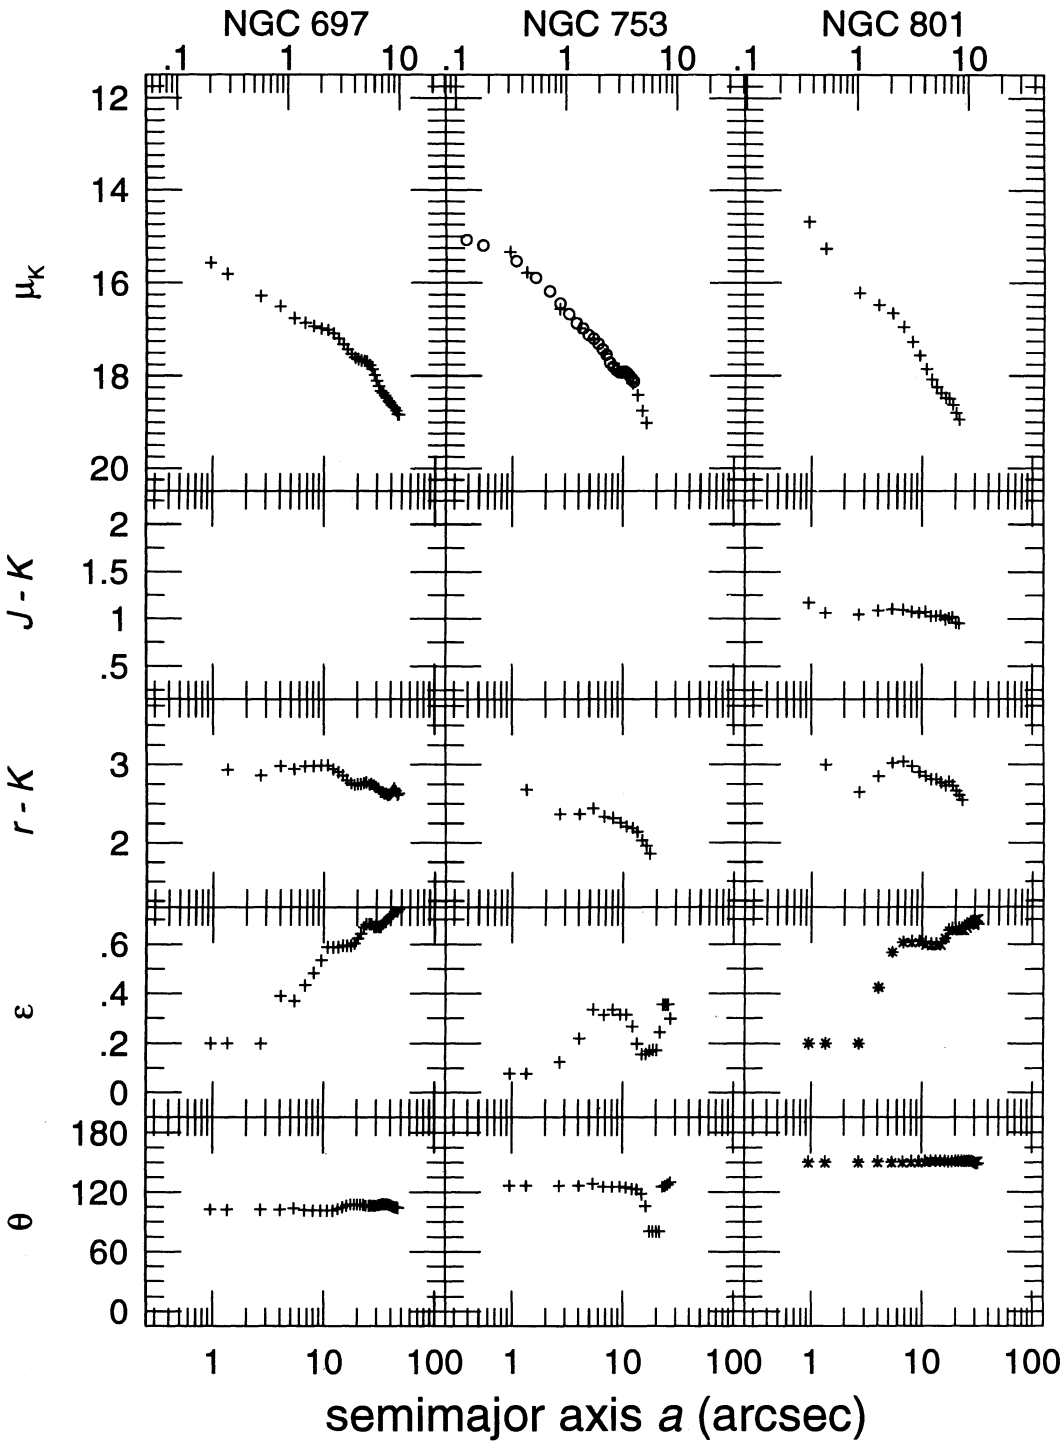 NGC 697 NGC 753 NGC 801
.1 1 10 .1 1 10 .1 1 10
12
14
16
18
20
μK
2
1.5
1
.5
J - K
3
2
r - K
.6
.4
.2
0
ε
180
120
60
0
θ
1 10 100 1 10 100 1 10 100
semimajor axis a (arcsec)